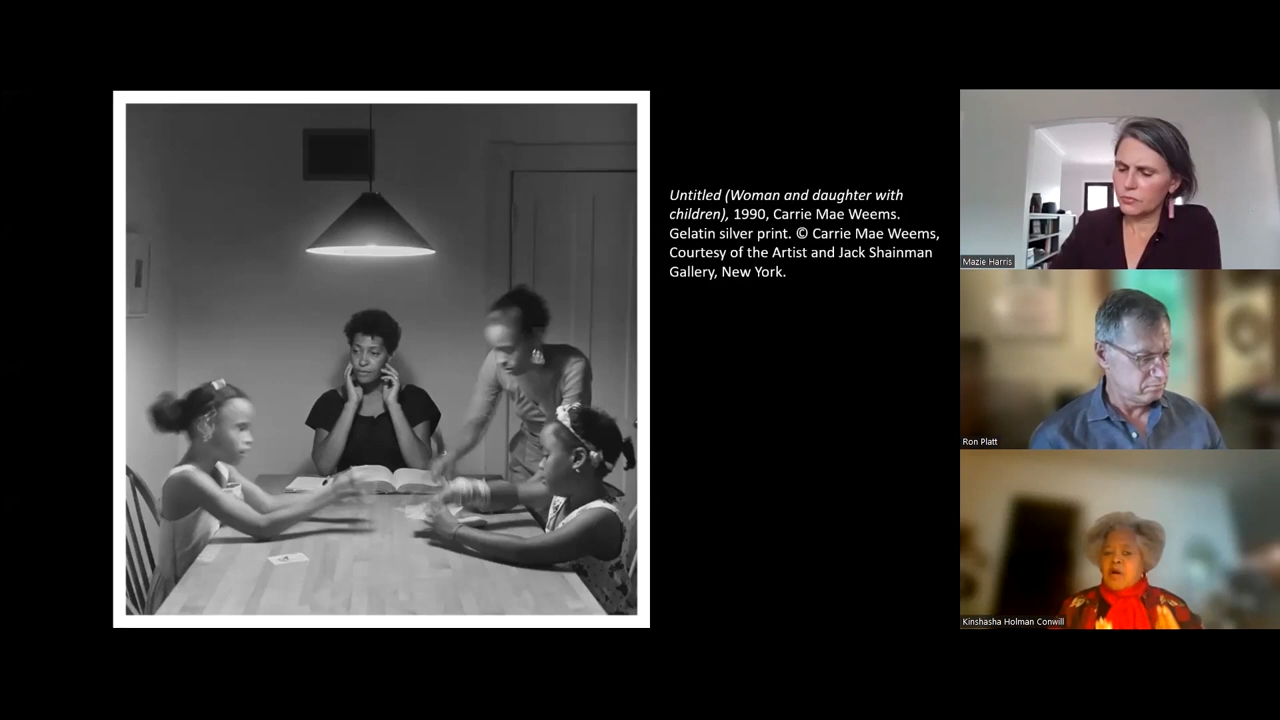 Untitled (Woman and daughter with
children), 1990, Carrie Mae Weems.
Gelatin silver print. © Carrie Mae Weems,
Courtesy of the Artist and Jack Shainman
Gallery, New York.
Mazie Harris
Ron Platt
Kinshasha Holman Conwill